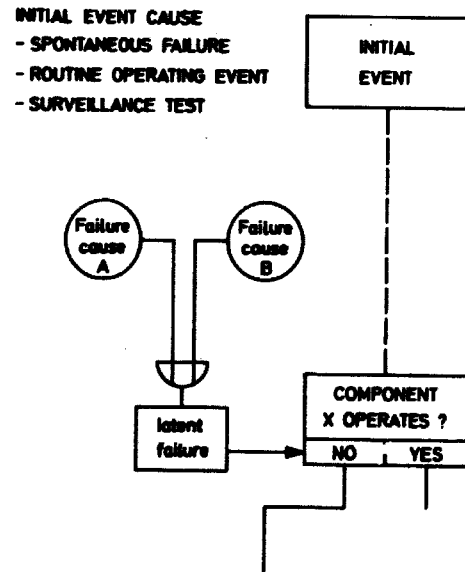 INITIAL EVENT CAUSE
- SPONTANEOUS FAILURE
- ROUTINE OPERATING EVENT
- SURVEILLANCE TEST
INITIAL
EVENT
Failure
cause
A
Failure
cause
B
latent
failure
COMPONENT
X OPERATES ?
NO YES